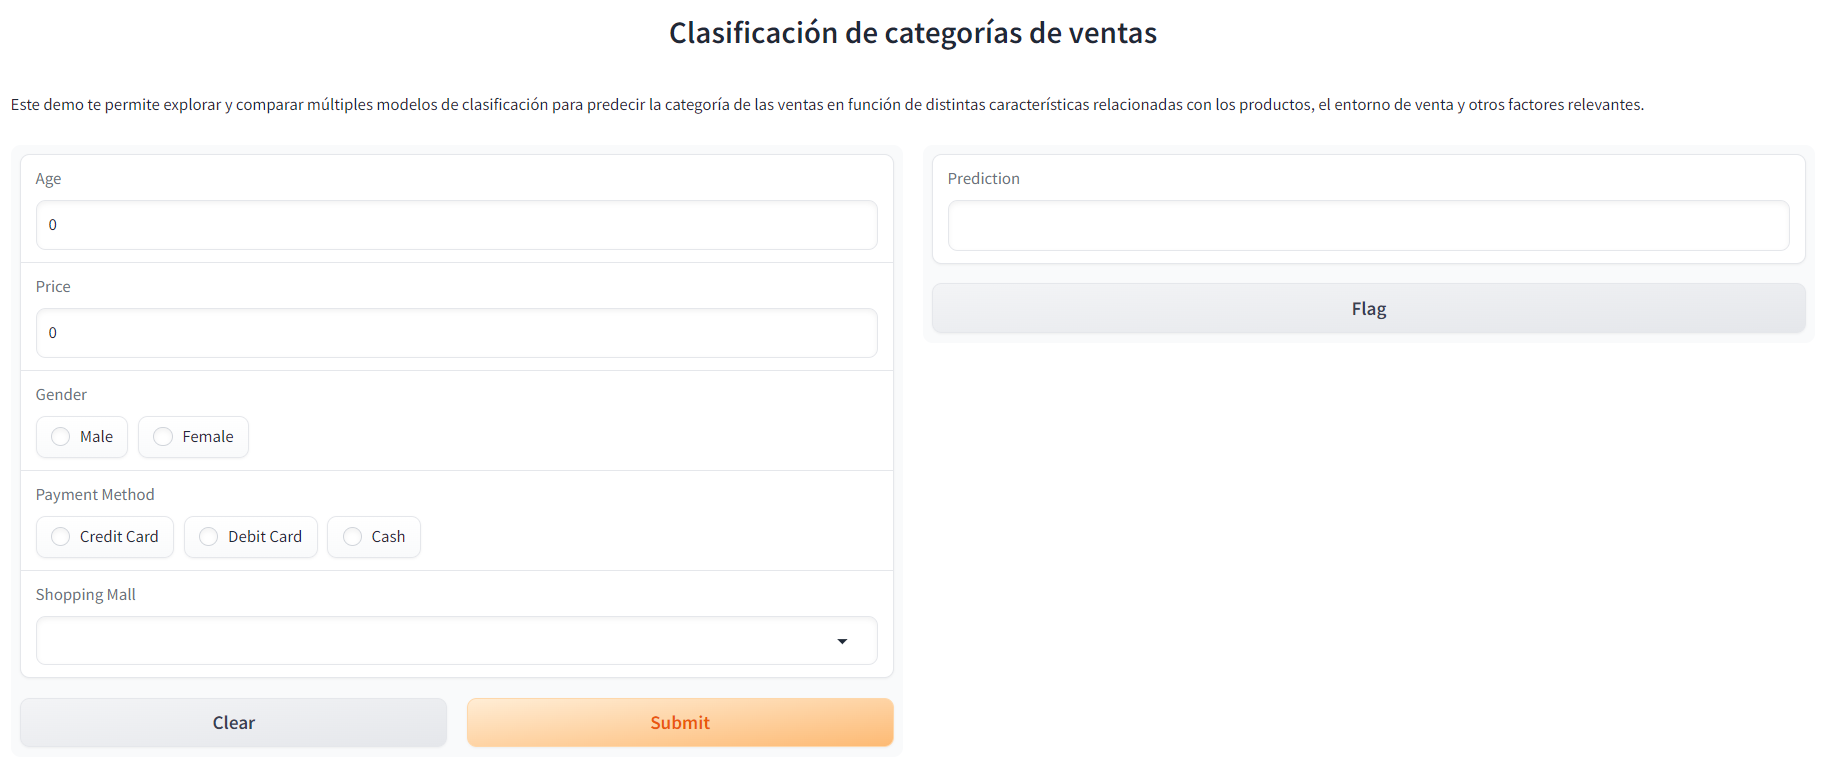 Clasificación de categorías de ventas
Este demo te permite explorar y comparar múltiples modelos de clasificación para predecir la categoría de las ventas en función de distintas características relacionadas con los productos, el entorno de venta y otros factores relevantes.
Age
0
Price
0
Gender
Male Female
Payment Method
Credit Card Debit Card Cash
Shopping Mall
Clear Submit
Prediction
Flag